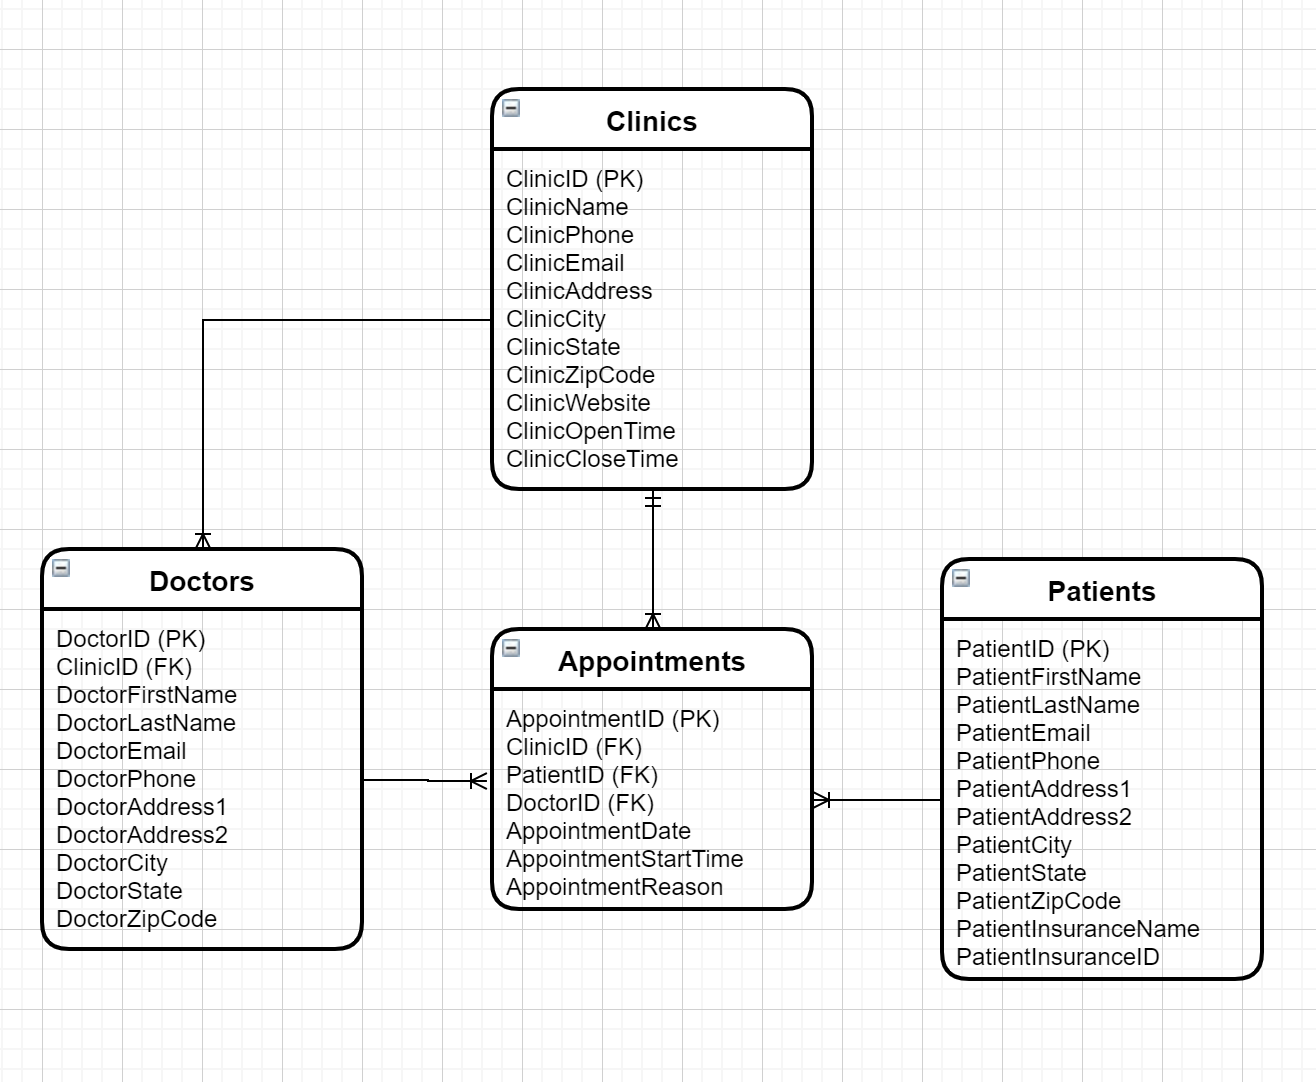 Clinics
ClinicID (PK)
ClinicName
ClinicPhone
ClinicEmail
ClinicAddress
ClinicCity
ClinicState
ClinicZipCode
ClinicWebsite
ClinicOpenTime
ClinicCloseTime
Doctors
DoctorID (PK)
ClinicID (FK)
DoctorFirstName
DoctorLastName
DoctorEmail
DoctorPhone
DoctorAddress1
DoctorAddress2
DoctorCity
DoctorState
DoctorZipCode
Appointments
AppointmentID (PK)
ClinicID (FK)
PatientID (FK)
DoctorID (FK)
AppointmentDate
AppointmentStartTime
AppointmentReason
Patients
PatientID (PK)
PatientFirstName
PatientLastName
PatientEmail
PatientPhone
PatientAddress1
PatientAddress2
PatientCity
PatientState
PatientZipCode
PatientInsuranceName
PatientInsuranceID